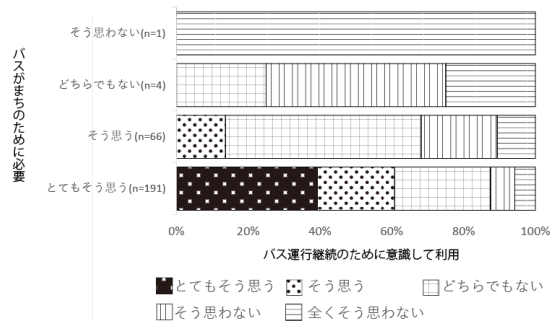 バスがまちのために必要
そう思わない(n=1)
どちらでもない(n=4)
そう思う(n=66)
とてもそう思う(n=191)
0% 20% 40% 60% 80% 100%
バス運行継続のために意識して利用
とてもそう思う そう思う どちらでもない
そう思わない 全くそう思わない